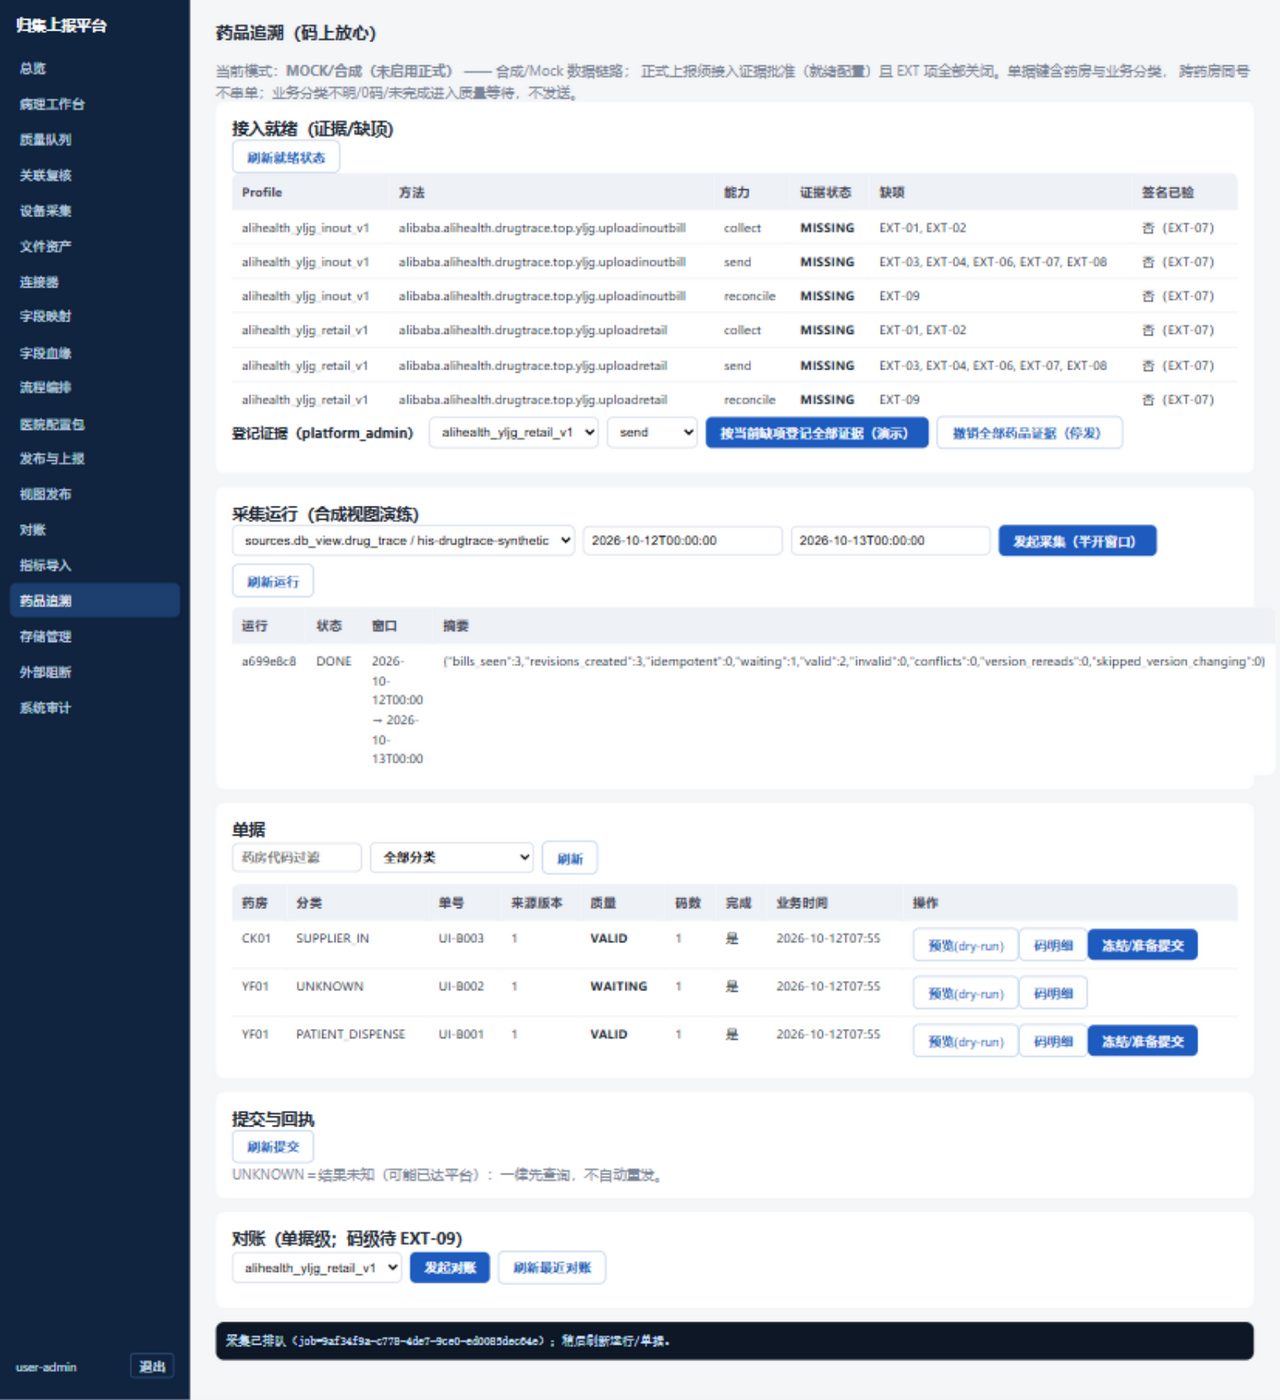 归集上报平台
总览
病理工作台
质量队列
关联复核
设备采集
文件资产
连接器
字段映射
字段血缘
流程编排
医院配置包
发布与上报
视图发布
对账
指标导入
药品追溯
存储管理
外部阻断
系统审计
user-admin
退出
药品追溯（码上放心）
当前模式：MOCK/合成（未启用正式） —— 合成/Mock 数据链路； 正式上报须接入证据批准（就绪配置）且 EXT 项全部关闭。单据键含药房与业务分类， 跨药房同号
不串单；业务分类不明/0码/未完成进入质量等待，不发送。
接入就绪（证据/缺项）
刷新就绪状态
Profile 方法 能力 证据状态 缺项 签名已验
alihealth_yljg_inout_v1 alibaba.alihealth.drugtrace.top.yljg.uploadinoutbill collect MISSING EXT-01, EXT-02 否（EXT-07）
alihealth_yljg_inout_v1 alibaba.alihealth.drugtrace.top.yljg.uploadinoutbill send MISSING EXT-03, EXT-04, EXT-06, EXT-07, EXT-08 否（EXT-07）
alihealth_yljg_inout_v1 alibaba.alihealth.drugtrace.top.yljg.uploadinoutbill reconcile MISSING EXT-09 否（EXT-07）
alihealth_yljg_retail_v1 alibaba.alihealth.drugtrace.top.yljg.uploadretail collect MISSING EXT-01, EXT-02 否（EXT-07）
alihealth_yljg_retail_v1 alibaba.alihealth.drugtrace.top.yljg.uploadretail send MISSING EXT-03, EXT-04, EXT-06, EXT-07, EXT-08 否（EXT-07）
alihealth_yljg_retail_v1 alibaba.alihealth.drugtrace.top.yljg.uploadretail reconcile MISSING EXT-09 否（EXT-07）
登记证据（platform_admin） alihealth_yljg_retail_v1 send 按当前缺项登记全部证据（演示） 撤销全部药品证据（停发）
采集运行（合成视图演练）
sources.db_view.drug_trace / his-drugtrace-synthetic 2026-10-12T00:00:00 2026-10-13T00:00:00 发起采集（半开窗口）
刷新运行
运行 状态 窗口 摘要
a699e8c8 DONE 2026- {"bills_seen":3,"revisions_created":3,"idempotent":0,"waiting":1,"valid":2,"invalid":0,"conflicts":0,"version_rereads":0,"skipped_version_changing":0}
10-
12T00:00
→ 2026-
10-
13T00:00
单据
药房代码过滤 全部分类 刷新
药房 分类 单号 来源版本 质量 码数 完成 业务时间 操作
CK01 SUPPLIER_IN UI-B003 1 VALID 1 是 2026-10-12T07:55 预览(dry-run) 码明细 冻结/准备提交
YF01 UNKNOWN UI-B002 1 WAITING 1 是 2026-10-12T07:55 预览(dry-run) 码明细
YF01 PATIENT_DISPENSE UI-B001 1 VALID 1 是 2026-10-12T07:55 预览(dry-run) 码明细 冻结/准备提交
提交与回执
刷新提交
UNKNOWN＝结果未知（可能已达平台）：一律先查询，不自动重发。
对账（单据级；码级待 EXT-09）
alihealth_yljg_retail_v1 发起对账 刷新最近对账
采集已排队（job=9af34f9a-c778-4de7-9ce0-ed0085dec64e）；稍后刷新运行/单据。